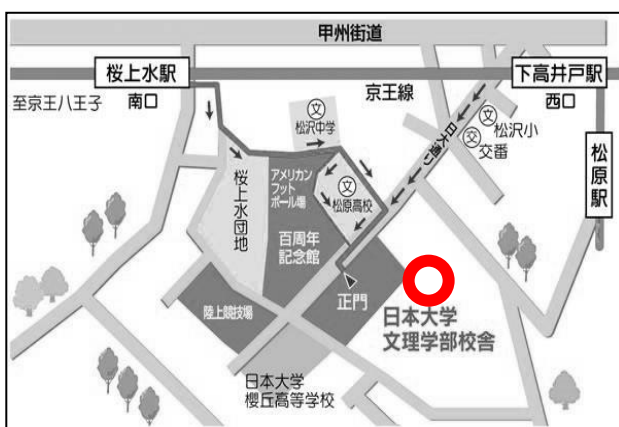 甲州街道
桜上水駅
下高井戸駅
至京王八王子
南口
京王線
西口
文
松沢中学
日大通り
文
松沢小
交
交番
松原駅
アメリカン
フット
ボール場
文
松原高校
桜上水団地
百周年
記念館
正門
陸上競技場
日本大学
文理学部校舎
日本大学
櫻丘高等学校